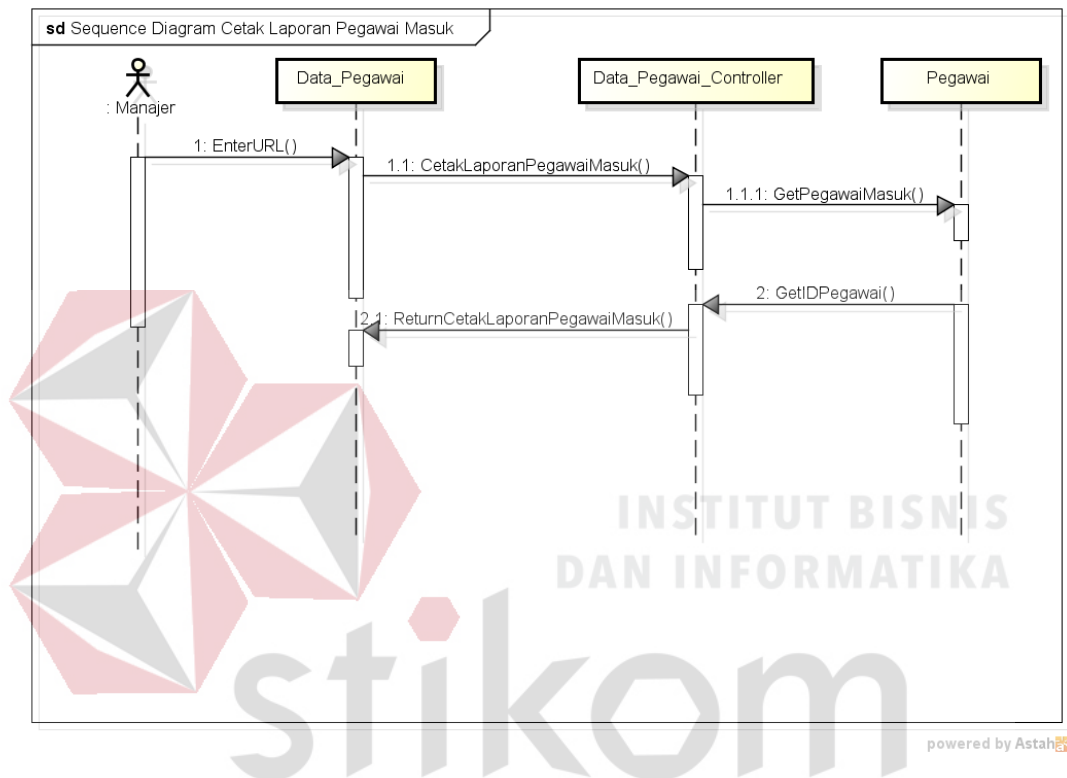 sd Sequence Diagram Cetak Laporan Pegawai Masuk
: Manajer
Data_Pegawai
Data_Pegawai_Controller
Pegawai
1: EnterURL()
1.1: CetakLaporanPegawaiMasuk()
1.1.1: GetPegawaiMasuk()
2: GetIDPegawai()
2.1: ReturnCetakLaporanPegawaiMasuk()
INSTITUT BISNIS
DAN INFORMATIKA
stikom
powered by Astah